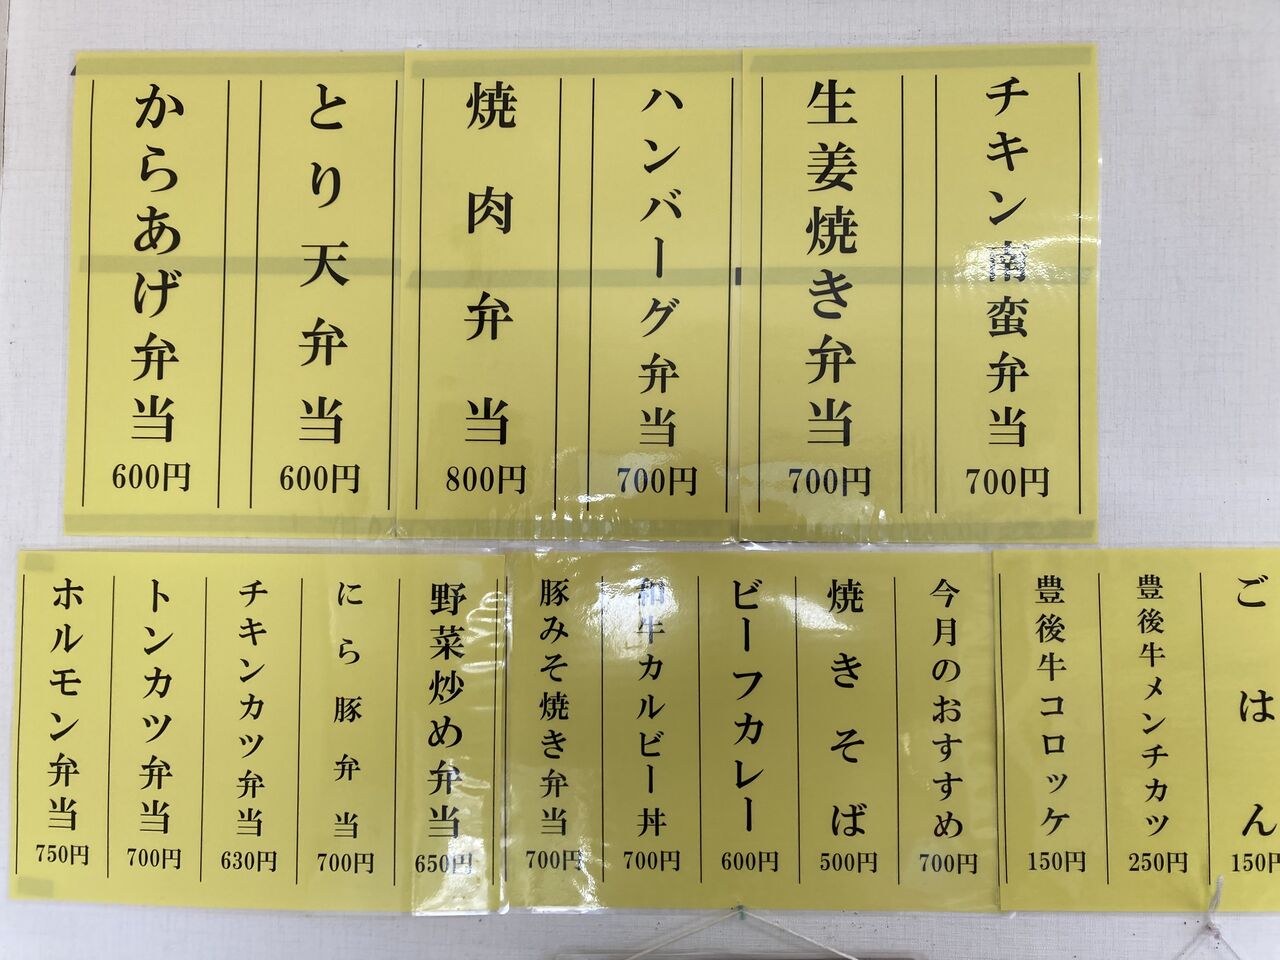 チキン南蛮弁当
700円
生姜焼き弁当
700円
ハンバーグ弁当
700円
焼肉弁当
800円
とり天弁当
600円
からあげ弁当
600円
ごはん
150円
豊後牛メンチカツ
250円
豊後牛コロッケ
150円
今月のおすすめ
700円
焼きそば
500円
ビーフカレー
600円
和牛カルビー丼
700円
豚みそ焼き弁当
700円
野菜炒め弁当
650円
にら豚弁当
700円
チキンカツ弁当
630円
トンカツ弁当
700円
ホルモン弁当
750円